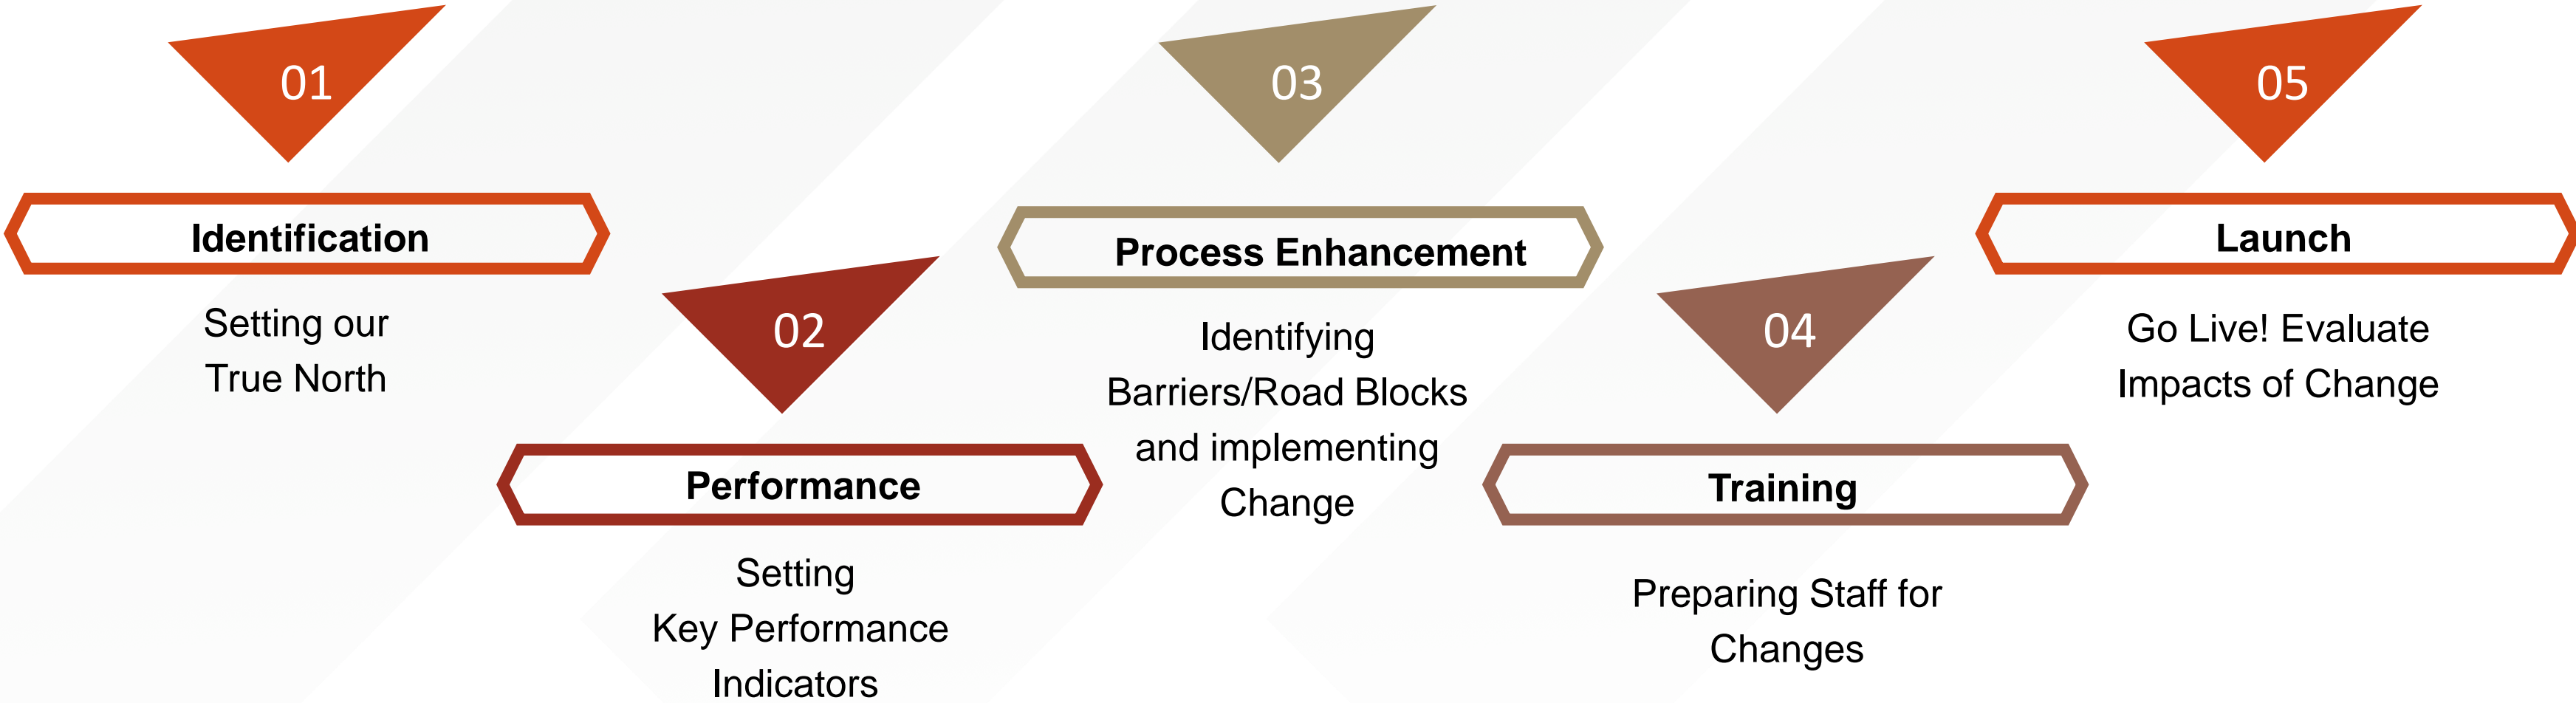 01
Identification
Setting our
True North
02
Performance
Setting
Key Performance
Indicators
03
Process Enhancement
Identifying
Barriers/Road Blocks
and implementing
Change
04
Training
Preparing Staff for
Changes
05
Launch
Go Live! Evaluate
Impacts of Change